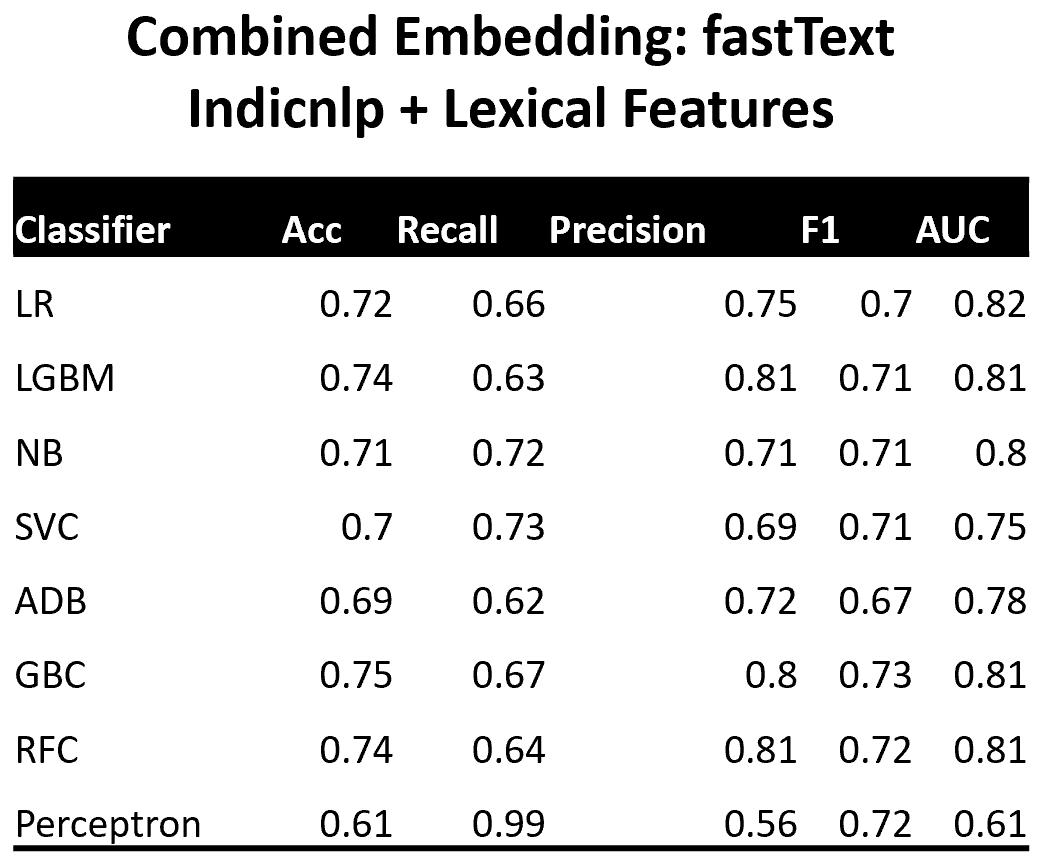 Combined Embedding: fastText
Indicnlp + Lexical Features
Classifier Acc Recall Precision F1 AUC
LR 0.72 0.66 0.75 0.7 0.82
LGBM 0.74 0.63 0.81 0.71 0.81
NB 0.71 0.72 0.71 0.71 0.8
SVC 0.7 0.73 0.69 0.71 0.75
ADB 0.69 0.62 0.72 0.67 0.78
GBC 0.75 0.67 0.8 0.73 0.81
RFC 0.74 0.64 0.81 0.72 0.81
Perceptron 0.61 0.99 0.56 0.72 0.61